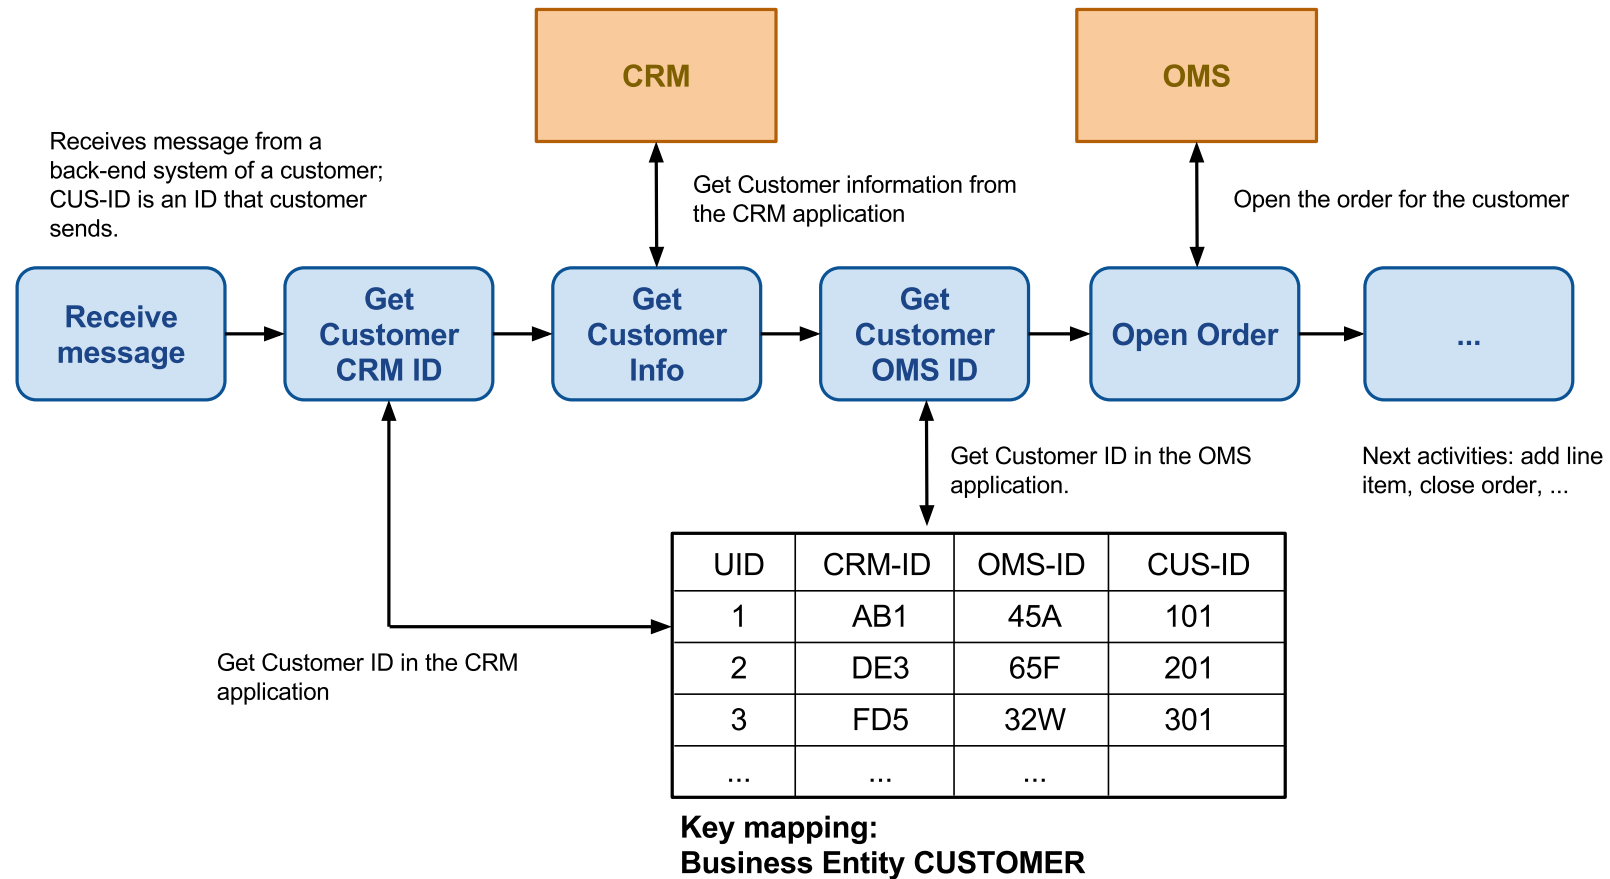 CRM
OMS
Receives message from a
back-end system of a customer;
CUS-ID is an ID that customer
sends.
Get Customer information from
the CRM application
Open the order for the customer
Receive
message
Get
Customer
CRM ID
Get
Customer
Info
Get
Customer
OMS ID
Open Order
...
Get Customer ID in the OMS
application.
Next activities: add line
item, close order, ...
Get Customer ID in the CRM
application
UID CRM-ID OMS-ID CUS-ID
1 AB1 45A 101
2 DE3 65F 201
3 FD5 32W 301
... ... ...
Key mapping:
Business Entity CUSTOMER